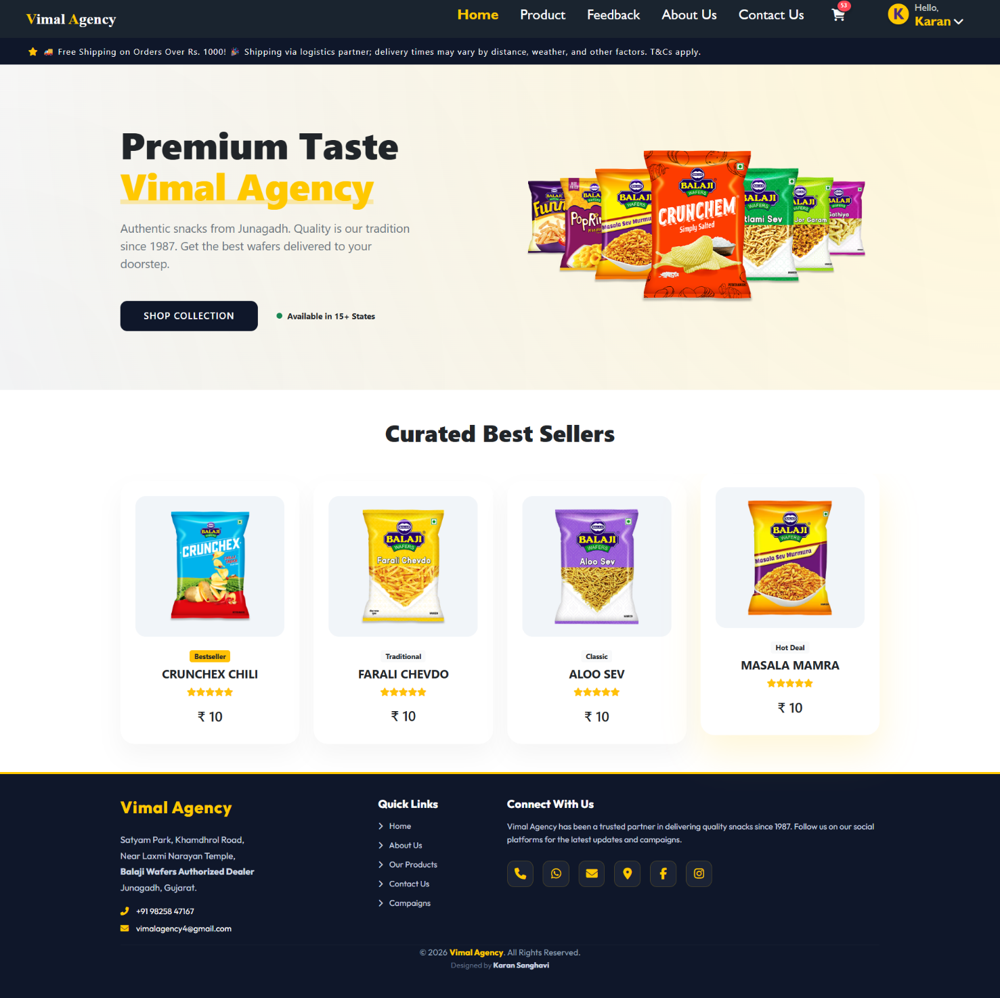 Vimal Agency
Home Product Feedback About Us Contact Us 53 K Hello,
Karan
⭐ 🚚 Free Shipping on Orders Over Rs. 1000! 🎉 Shipping via logistics partner; delivery times may vary by distance, weather, and other factors. T&Cs apply.
Premium Taste
Vimal Agency
Authentic snacks from Junagadh. Quality is our tradition
since 1987. Get the best wafers delivered to your
doorstep.
SHOP COLLECTION
Available in 15+ States
BALAJI
WAFERS
CRUNCHEM
Simply Salted
BALAJI
Masala Sev Murmu
BALAJI
PopRin
BALAJI
Funn
BALAJI
WAFERS
tlami Sev
ALAJI
Jor Garam
BALAJI
Gathiya
Curated Best Sellers
BALAJI
WAFERS
CRUNCHEX
BALAJI
WAFERS
Farali Chevdo
BALAJI
WAFERS
Aloo Sev
BALAJI
WAFERS
Masala Sev Murmura
Bestseller
CRUNCHEX CHILI
₹ 10
Traditional
FARALI CHEVDO
₹ 10
Classic
ALOO SEV
₹ 10
Hot Deal
MASALA MAMRA
₹ 10
Vimal Agency
Satyam Park, Khamdhrol Road,
Near Laxmi Narayan Temple,
Balaji Wafers Authorized Dealer
Junagadh, Gujarat.
+91 98258 47167
vimalagency4@gmail.com
Quick Links
Home
About Us
Our Products
Contact Us
Campaigns
Connect With Us
Vimal Agency has been a trusted partner in delivering quality snacks since 1987. Follow us on our social
platforms for the latest updates and campaigns.
© 2026 Vimal Agency. All Rights Reserved.
Designed by Karan Sanghavi